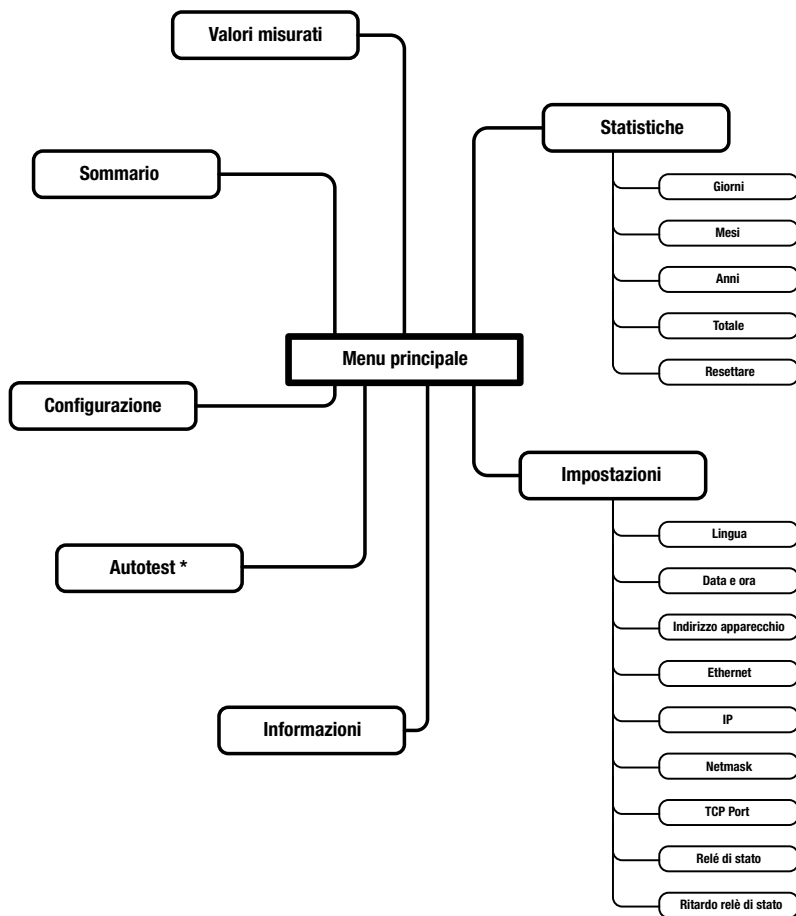 Valori misurati
Statistiche
Giorni
Sommario
Mesi
Anni
Totale
Menu principale
Resettare
Configurazione
Impostazioni
Lingua
Autotest *
Data e ora
Indirizzo apparecchio
Ethernet
Informazioni
IP
Netmask
TCP Port
Relé di stato
Ritardo relè di stato